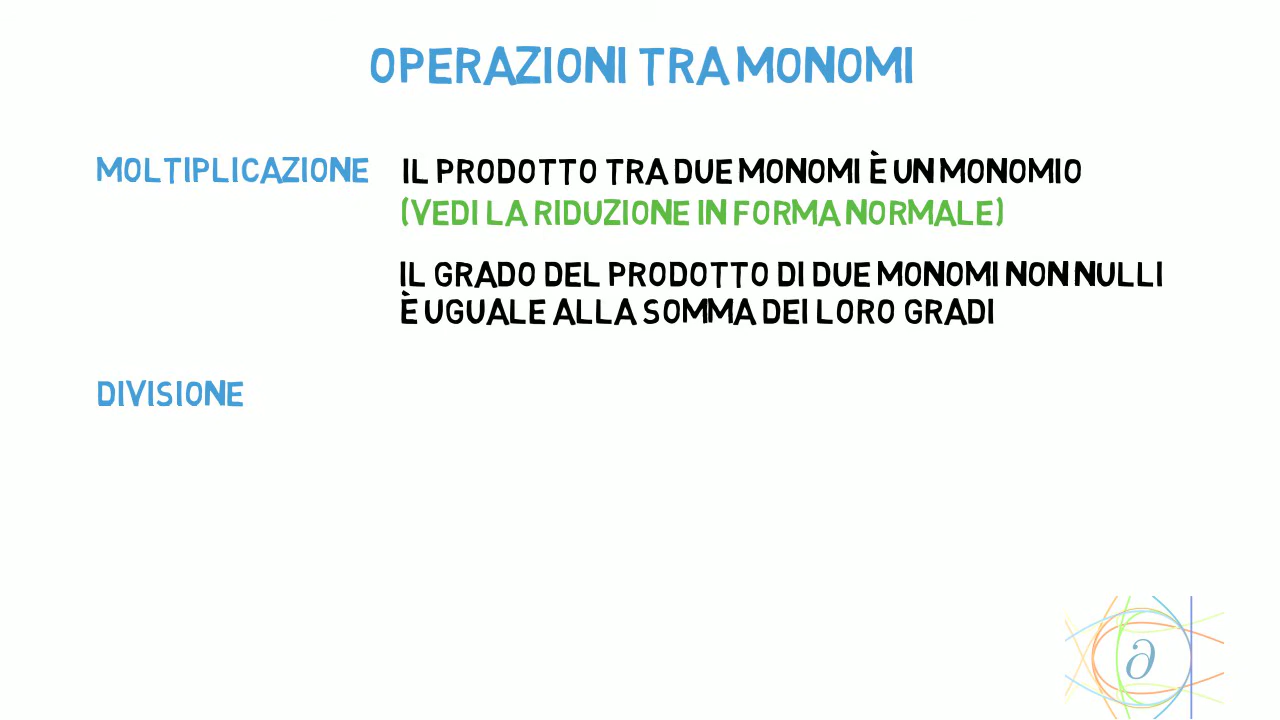 OPERAZIONI TRA MONOMI
MOLTIPLICAZIONE IL PRODOTTO TRA DUE MONOMI È UN MONOMIO
(VEDI LA RIDUZIONE IN FORMA NORMALE)
IL GRADO DEL PRODOTTO DI DUE MONOMI NON NULLI
È UGUALE ALLA SOMMA DEI LORO GRADI
DIVISIONE
∂